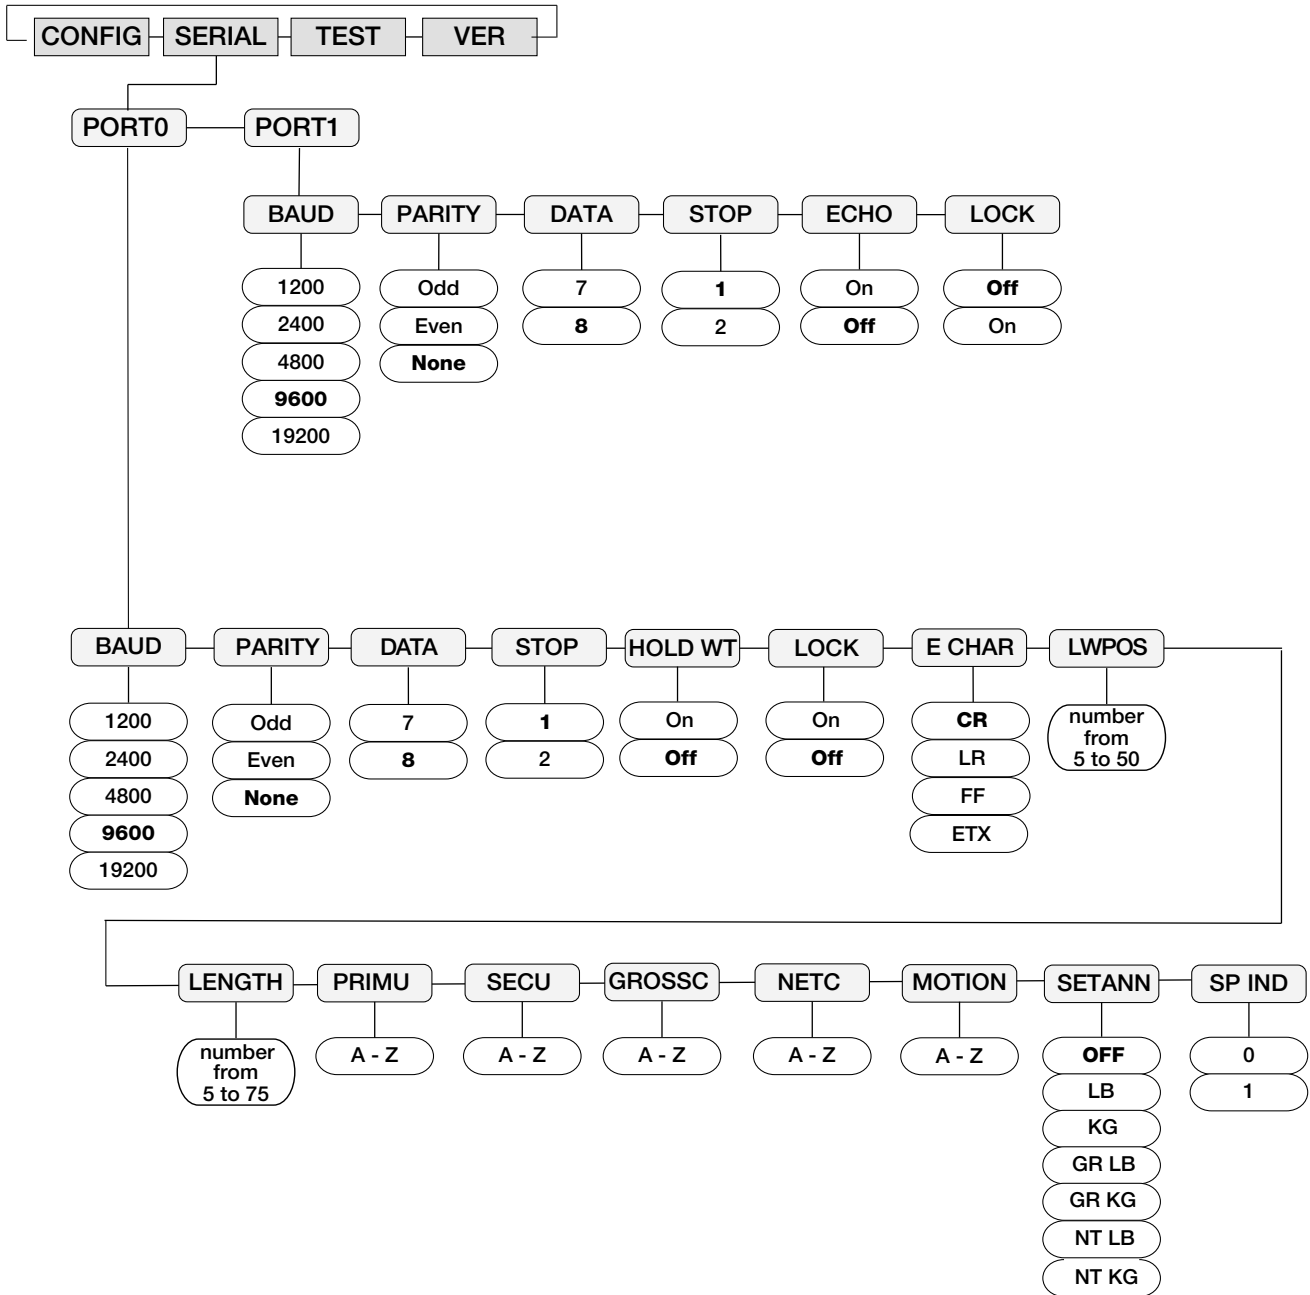 CONFIG SERIAL TEST VER
PORT0 PORT1
BAUD PARITY DATA STOP ECHO LOCK
1200 Odd 7 1 On Off
2400 Even 8 2 Off On
4800 None
9600
19200
BAUD PARITY DATA STOP HOLD WT LOCK E CHAR LWPOS
1200 Odd 7 1 On On CR number
from
5 to 50
2400 Even 8 2 Off Off LR
4800 None FF
9600 ETX
19200
LENGTH PRIMU SECU GROSSC NETC MOTION SETANN SP IND
number
from
5 to 75
A - Z A - Z A - Z A - Z A - Z OFF 0
LB 1
KG
GR LB
GR KG
NT LB
NT KG